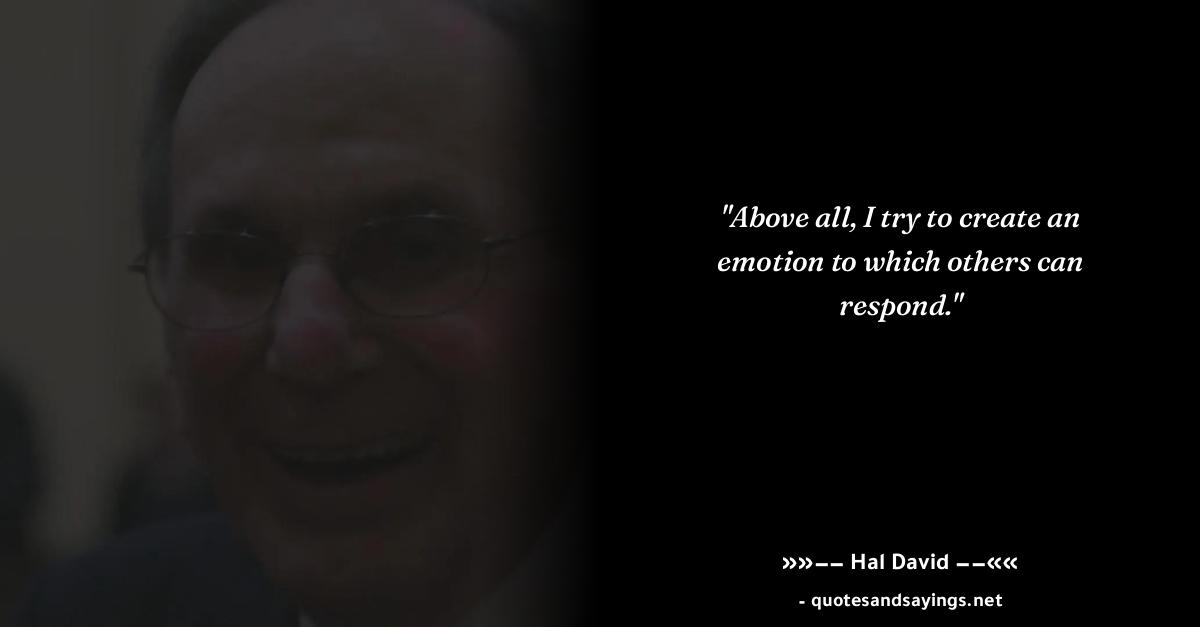 "Above all, I try to create an
emotion to which others can
respond."
»»−− Hal David −−««
- quotesandsayings.net